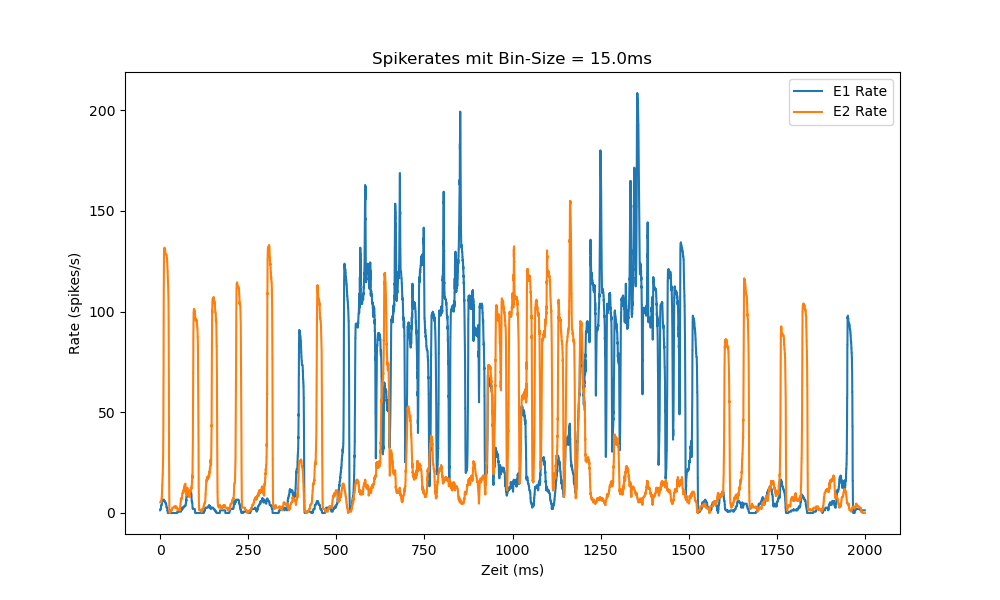 Spikerates mit Bin-Size = 15.0ms
E1 Rate
E2 Rate
Rate (spikes/s)
200
150
100
50
0
0 250 500 750 1000 1250 1500 1750 2000
Zeit (ms)